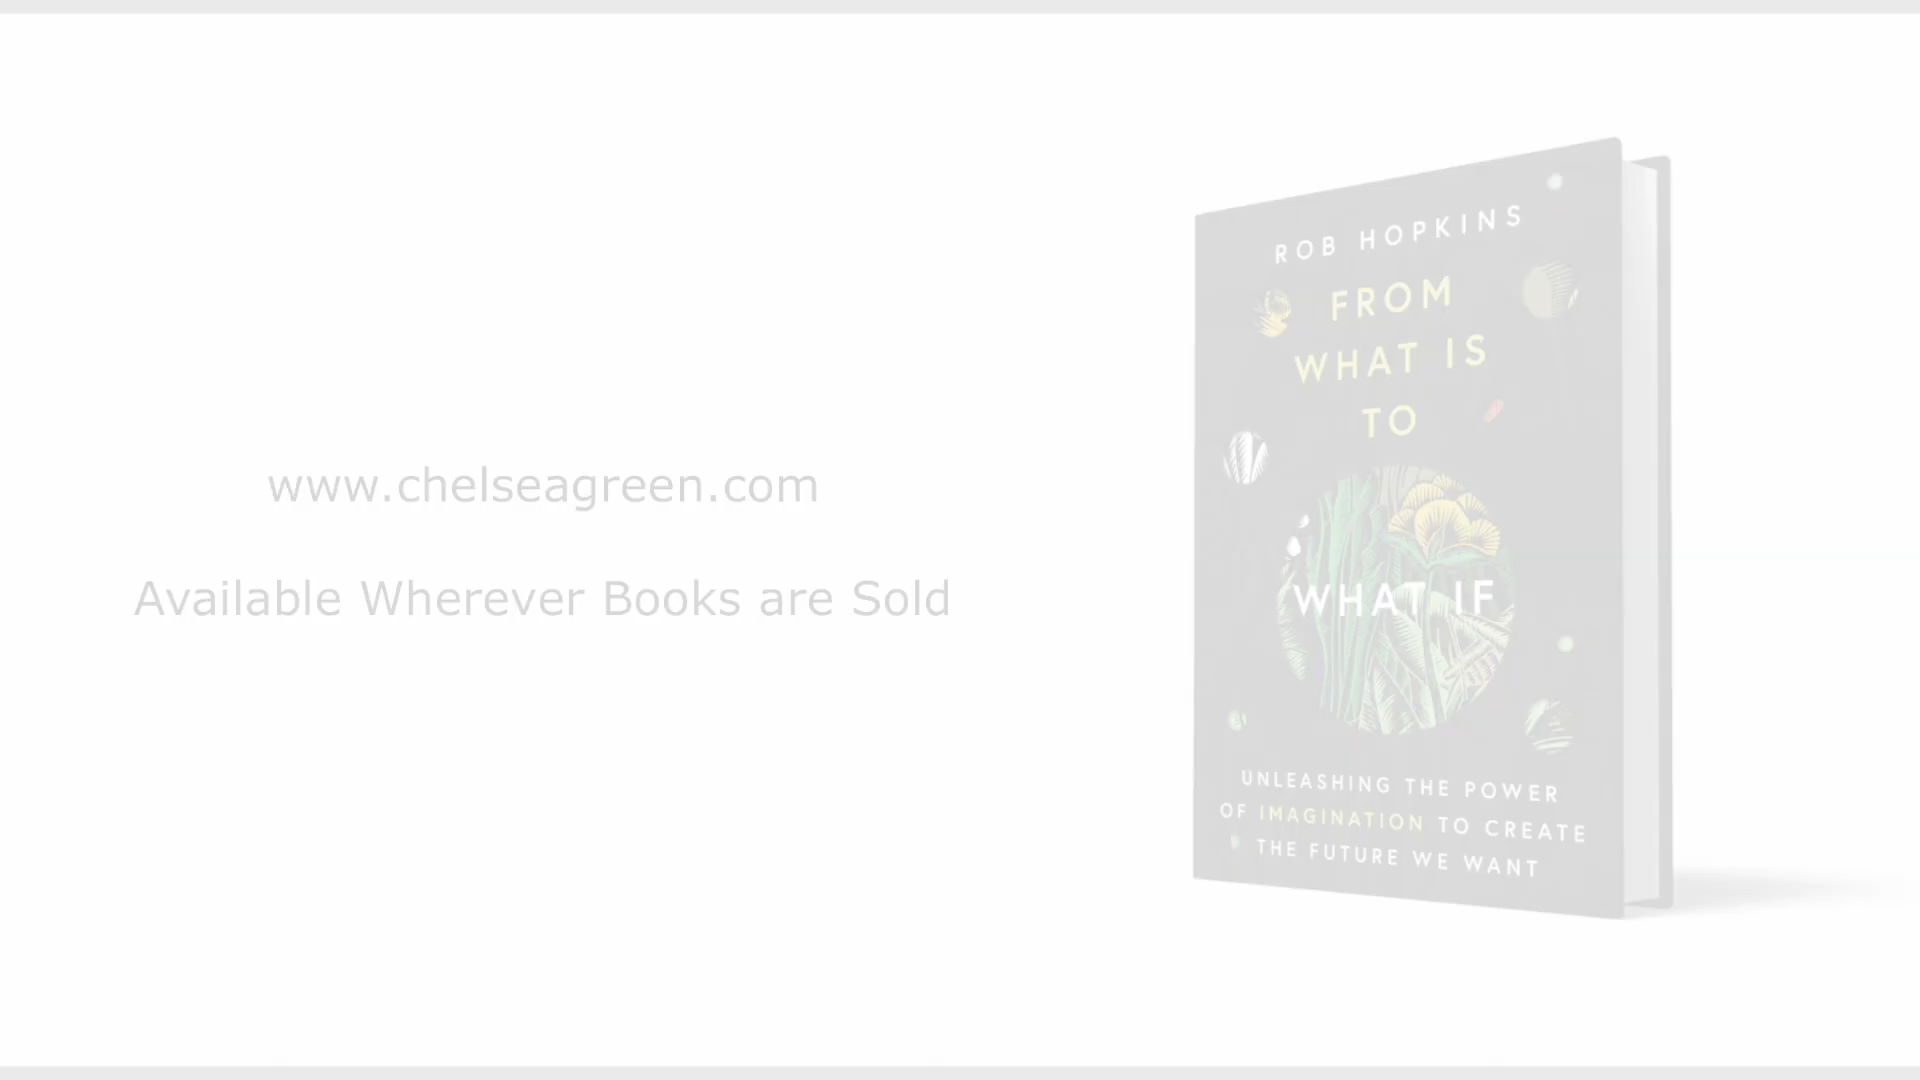 www.chelseagreen.com
Available Wherever Books are Sold
ROB HOPKINS
FROM
WHAT IS
TO
WHAT IF
UNLEASHING THE POWER
OF IMAGINATION TO CREATE
THE FUTURE WE WANT